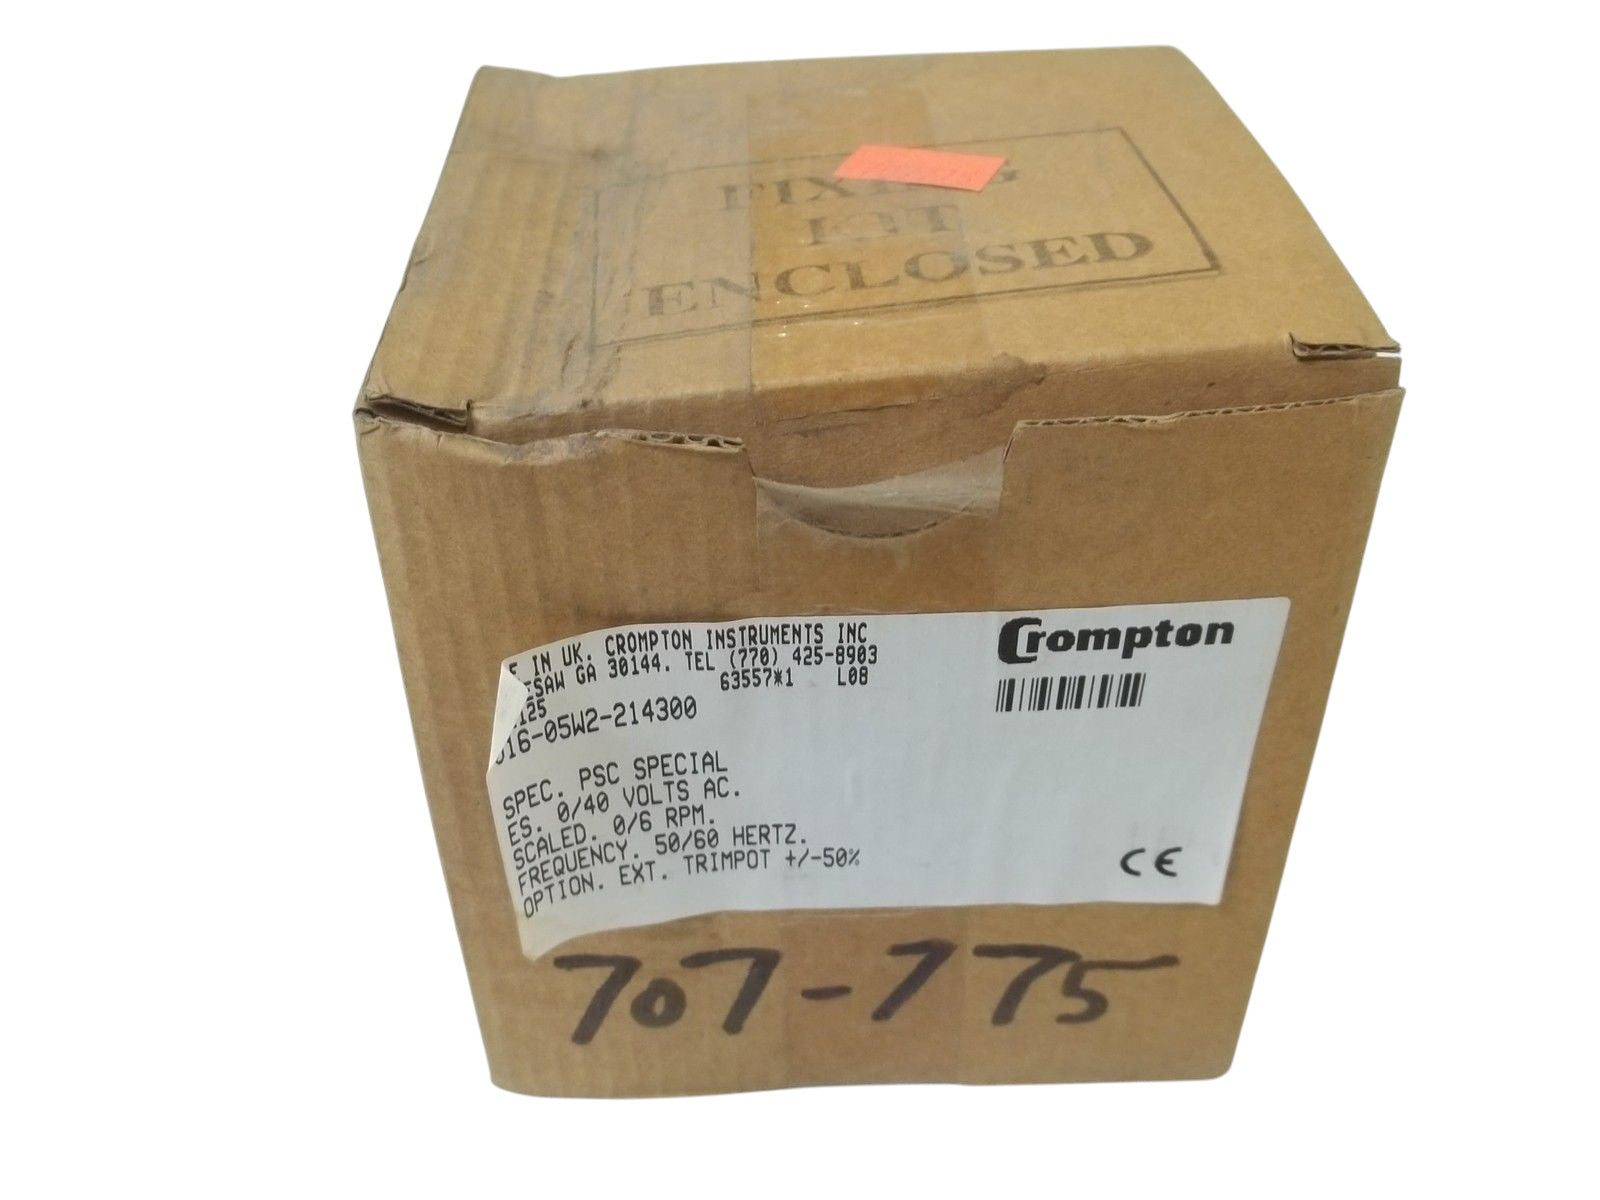 FIXING
KIT
ENCLOSED
E IN UK. CROMPTON INSTRUMENTS INC
ESAW GA 30144. TEL (770) 425-8903
63557*1 L08
125
016-05W2-214300
SPEC. PSC SPECIAL
ES. 0/40 VOLTS AC.
SCALED. 0/6 RPM.
FREQUENCY. 50/60 HERTZ.
OPTION. EXT. TRIMPOT +/-50%
Crompton
CE
707-775